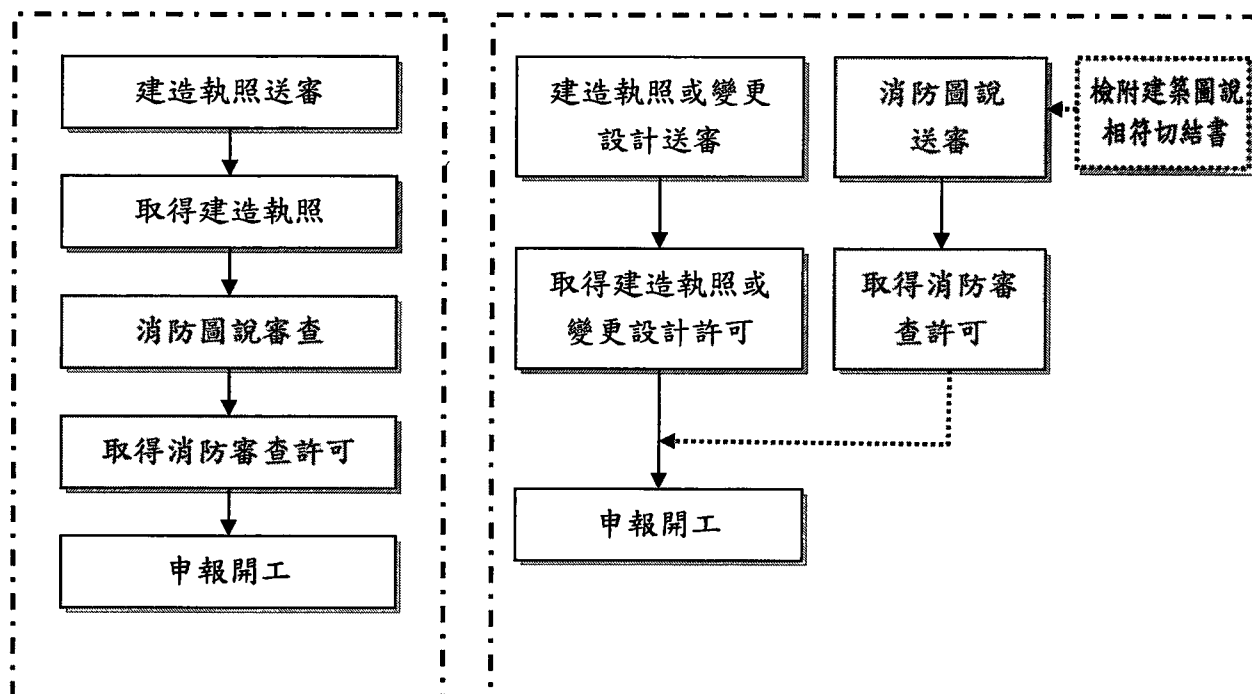 建造執照送審
取得建造執照
消防圖說審查
取得消防審查許可
申報開工
建造執照或變更
設計送審
消防圖說
送審
檢附建築圖說
相符切結書
取得建造執照或
變更設計許可
取得消防審
查許可
申報開工